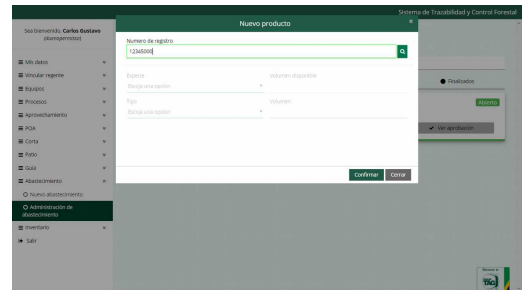 Sistema de Trazabilidad y Control Forestal
Sea bienvenido, Carlos Gustavo
Nuevo producto
×
Numero de registro
12345000
Especie
Volumen disponible
Escoja una opción
Tipo
Volumen
Escoja una opción
Confirmar
Cerrar
Mis datos
Vincular regente
Equipos
Procesos
Aprovechamiento
POA
Corta
Patio
Guia
Abastecimiento
Nuevo abastecimiento
Administración de
abastecimiento
Inventario
Salir
Finalizados
Abierto
Ver aprobación
TAG